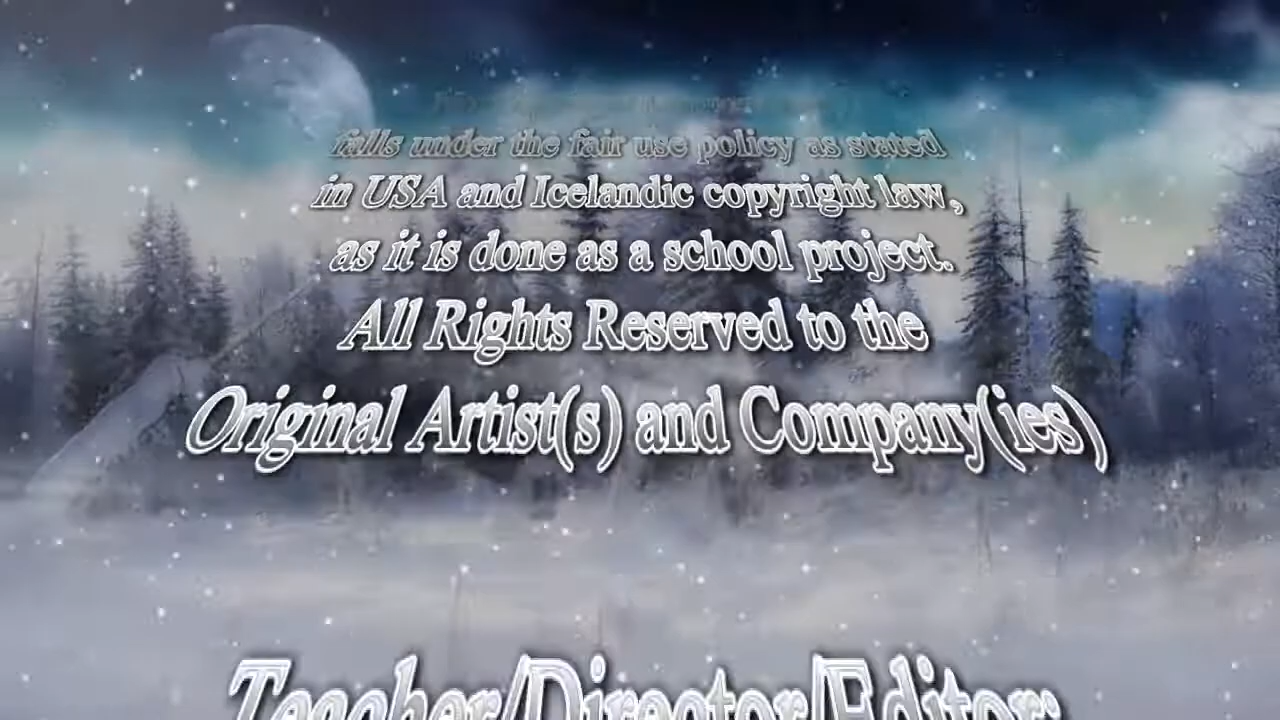 falls under the fair use policy as stated
in USA and Icelandic copyright law,
as it is done as a school project.
All Rights Reserved to the
Original Artist(s) and Company(ies)
Teacher/Director/Editor: